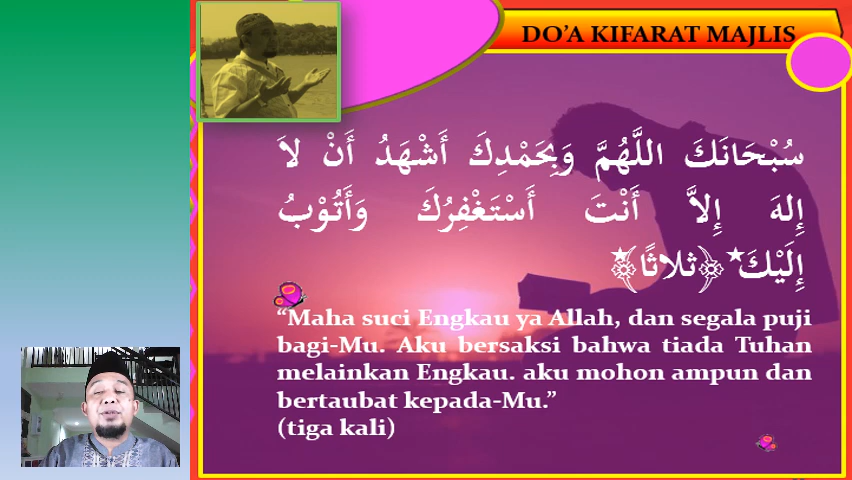 DO’A KIFARAT MAJLIS
سُبْحَانَكَ اللَّهُمَّ وَبِحَمْدِكَ أَشْهَدُ أَنْ لاَ
إِلهَ إِلاَّ أَنْتَ أَسْتَغْفِرُكَ وَأَتُوْبُ
إِلَيْكَ ٭ ﴿ثلاثًا﴾ ٭
“Maha suci Engkau ya Allah, dan segala puji
bagi-Mu. Aku bersaksi bahwa tiada Tuhan
melainkan Engkau. aku mohon ampun dan
bertaubat kepada-Mu.”
(tiga kali)